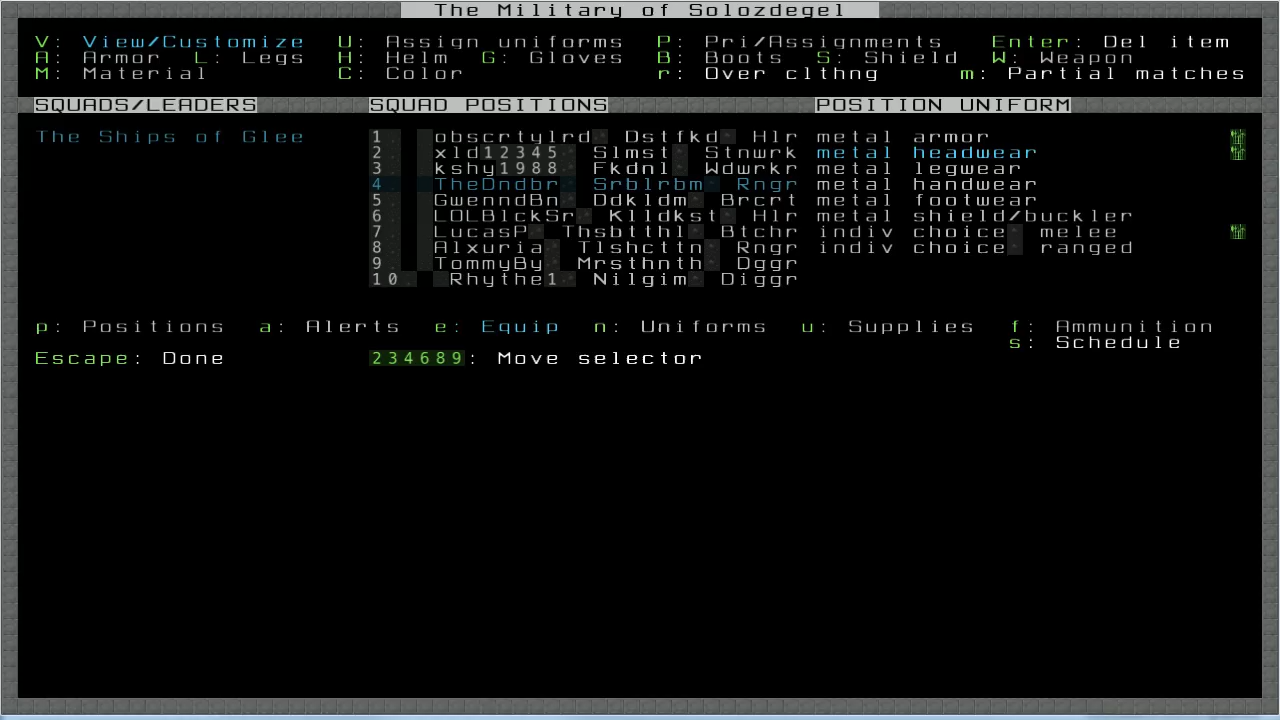 The Military of Solozdegel
V: View/Customize U: Assign uniforms P: Pri/Assignments Enter: Del item
A: Armor L: Legs H: Helm G: Gloves B: Boots S: Shield W: Weapon
M: Material C: Color r: Over clthng m: Partial matches
SQUADS/LEADERS SQUAD POSITIONS POSITION UNIFORM
The Ships of Glee 1 obscrtylrd Dstfkd Hlr metal armor
2 xld12345 Slmst Stnwrk metal headwear
3 kshy1988 Fkdnl Wdwrkr metal legwear
4 TheDndbr Srblrbm Rngr metal handwear
5 GwenndBn Ddkldm Brcrt metal footwear
6 LOLBlckSr Klldkst Hlr metal shield/buckler
7 LucasP Thsbtthl Btchr indiv choice melee
8 Alxuria Tlshcttn Rngr indiv choice ranged
9 TommyBy Mrsthnth Dggr
10 Rhythe1 Nilgim Diggr
p: Positions a: Alerts e: Equip n: Uniforms u: Supplies f: Ammunition
s: Schedule
Escape: Done 234689: Move selector